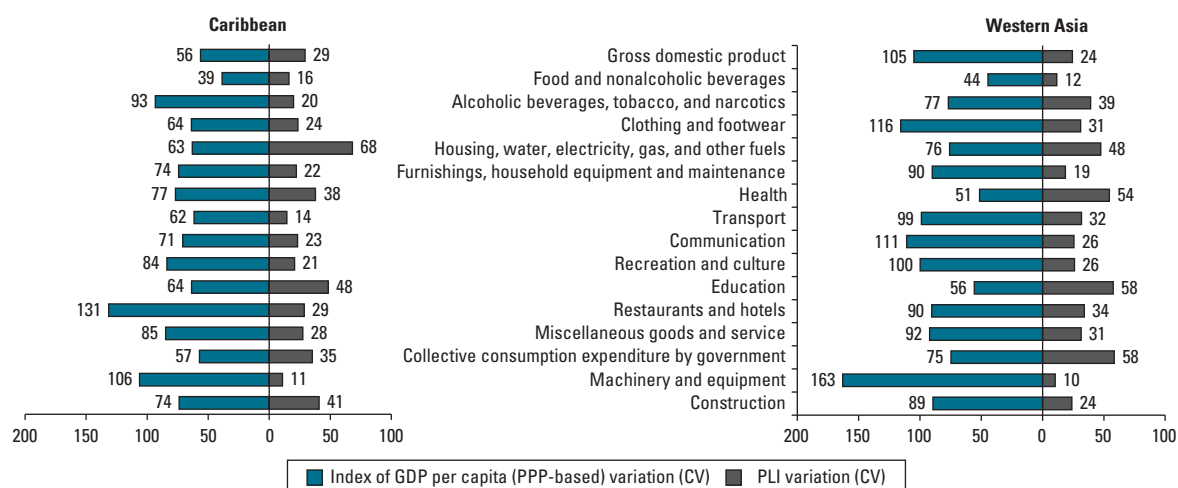 Caribbean Western Asia
56 29 Gross domestic product 105 24
39 16 Food and nonalcoholic beverages 44 12
93 20 Alcoholic beverages, tobacco, and narcotics 77 39
64 24 Clothing and footwear 116 31
63 68 Housing, water, electricity, gas, and other fuels 76 48
74 22 Furnishings, household equipment and maintenance 90 19
77 38 Health 51 54
62 14 Transport 99 32
71 23 Communication 111 26
84 21 Recreation and culture 100 26
64 48 Education 56 58
131 29 Restaurants and hotels 90 34
85 28 Miscellaneous goods and service 92 31
57 35 Collective consumption expenditure by government 75 58
106 11 Machinery and equipment 163 10
74 41 Construction 89 24
200 150 100 50 0 50 100 200 150 100 50 0 50 100
Index of GDP per capita (PPP-based) variation (CV) PLI variation (CV)